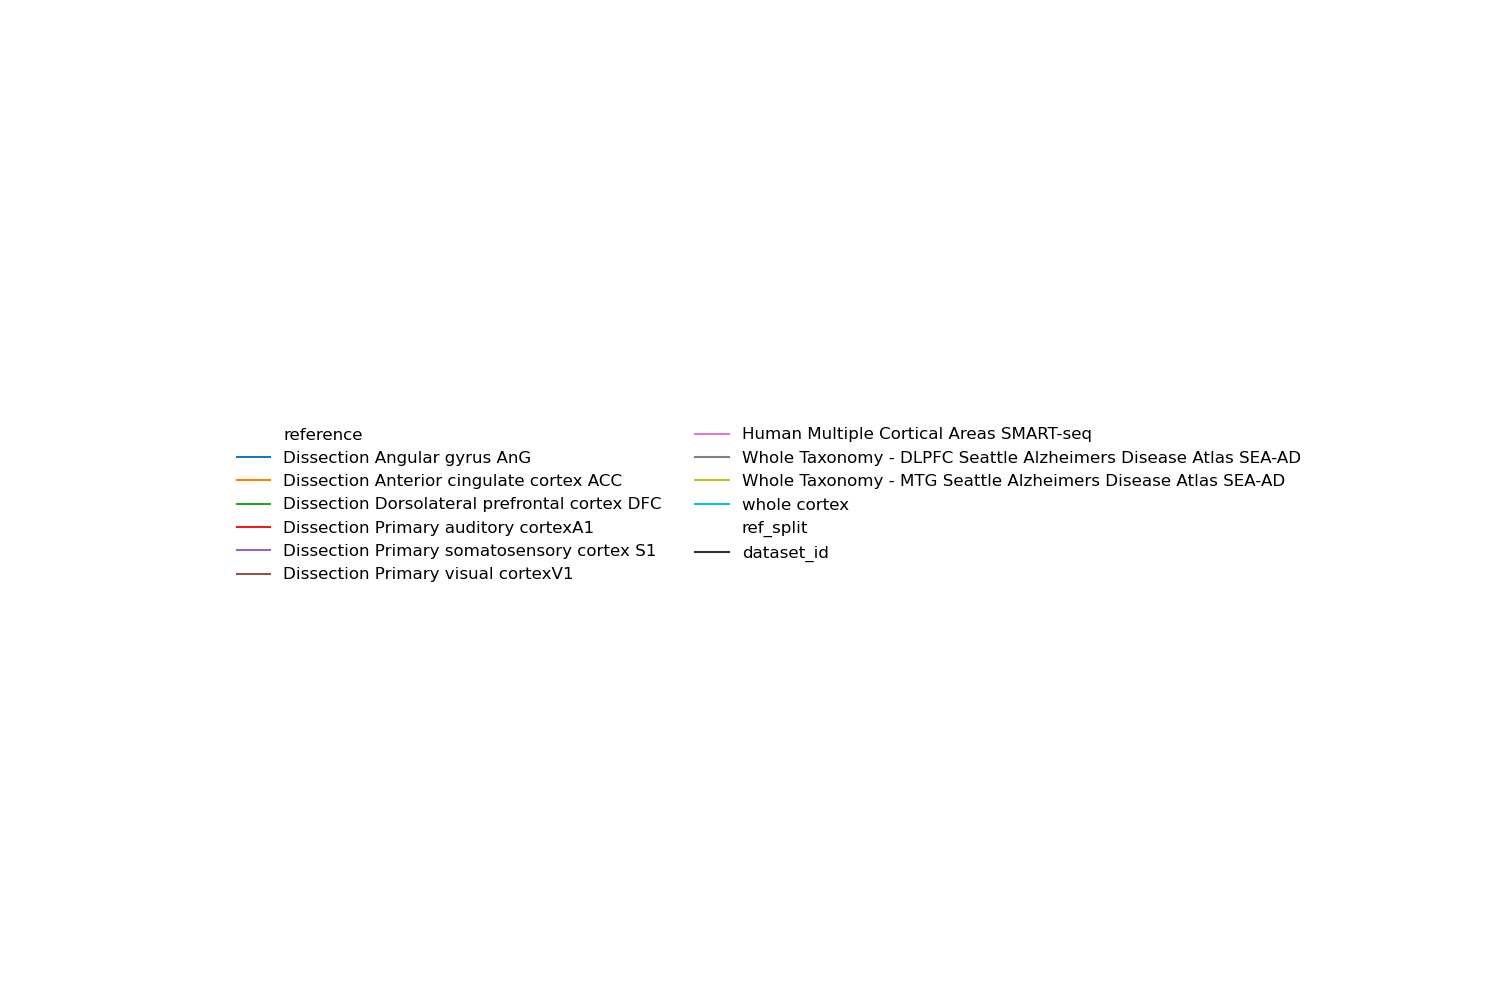 reference
Dissection Angular gyrus AnG
Dissection Anterior cingulate cortex ACC
Dissection Dorsolateral prefrontal cortex DFC
Dissection Primary auditory cortexA1
Dissection Primary somatosensory cortex S1
Dissection Primary visual cortexV1
Human Multiple Cortical Areas SMART-seq
Whole Taxonomy - DLPFC Seattle Alzheimers Disease Atlas SEA-AD
Whole Taxonomy - MTG Seattle Alzheimers Disease Atlas SEA-AD
whole cortex
ref_split
dataset_id